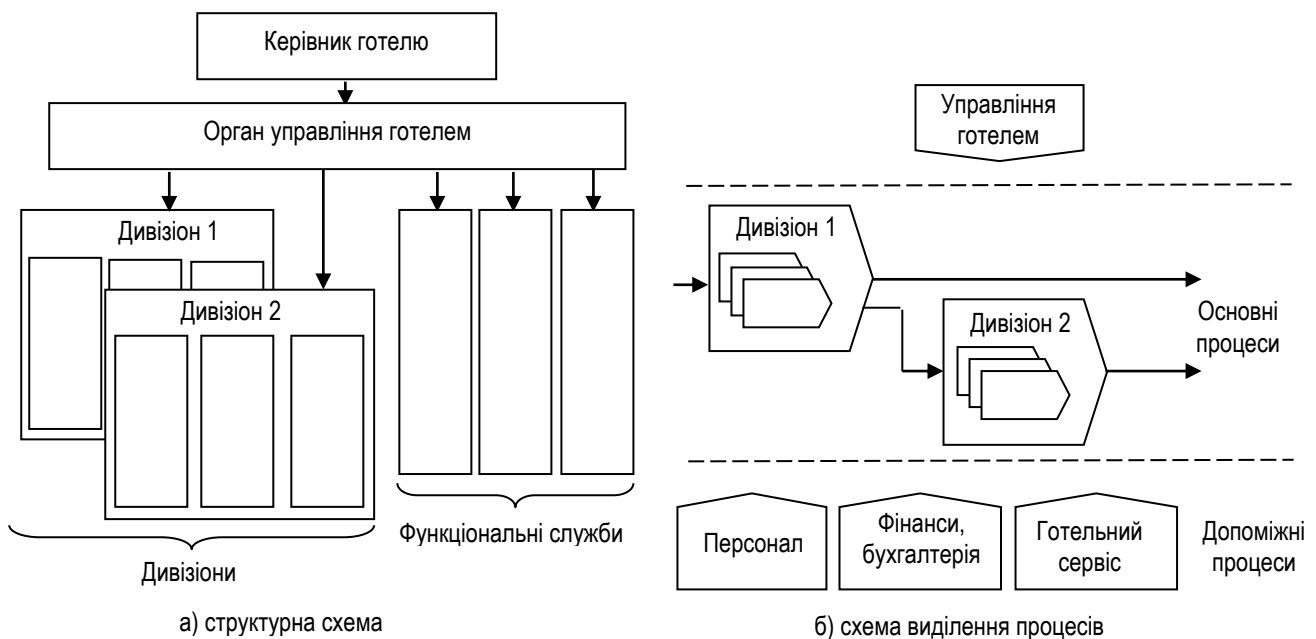 Керівник готелю
Орган управління готелем
Дивізіон 1
Дивізіон 2
Функціональні служби
Дивізіони
а) структурна схема
Управління
готелем
Дивізіон 1
Дивізіон 2
Основні
процеси
Персонал
Фінанси,
бухгалтерія
Готельний
сервіс
Допоміжні
процеси
б) схема виділення процесів